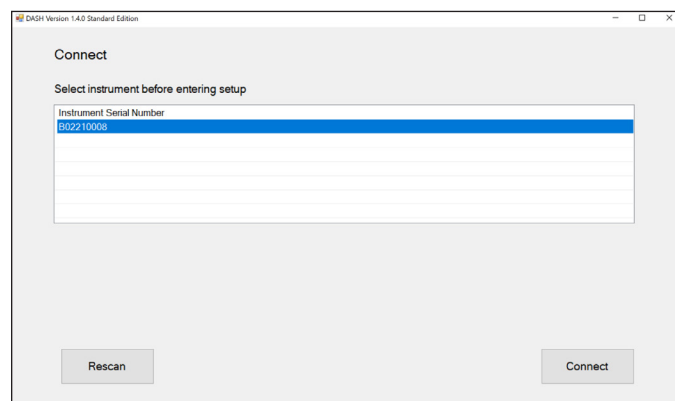 DASH Version 1.4.0 Standard Edition
Connect
Select instrument before entering setup
Instrument Serial Number
B02210008
Rescan
Connect